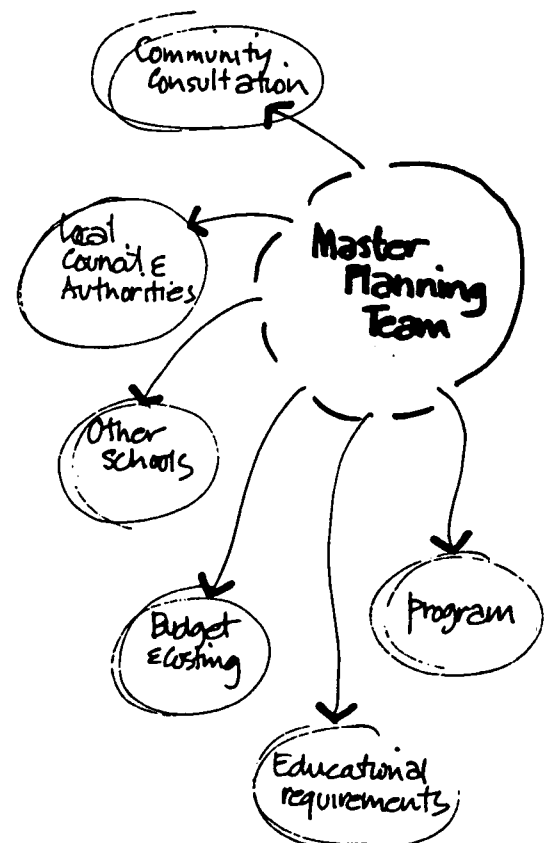 Community
Consultation
Master
Planning
Team
Local
Council &
Authorities
Other
Schools
Budget
& Costing
program
Educational
requirements